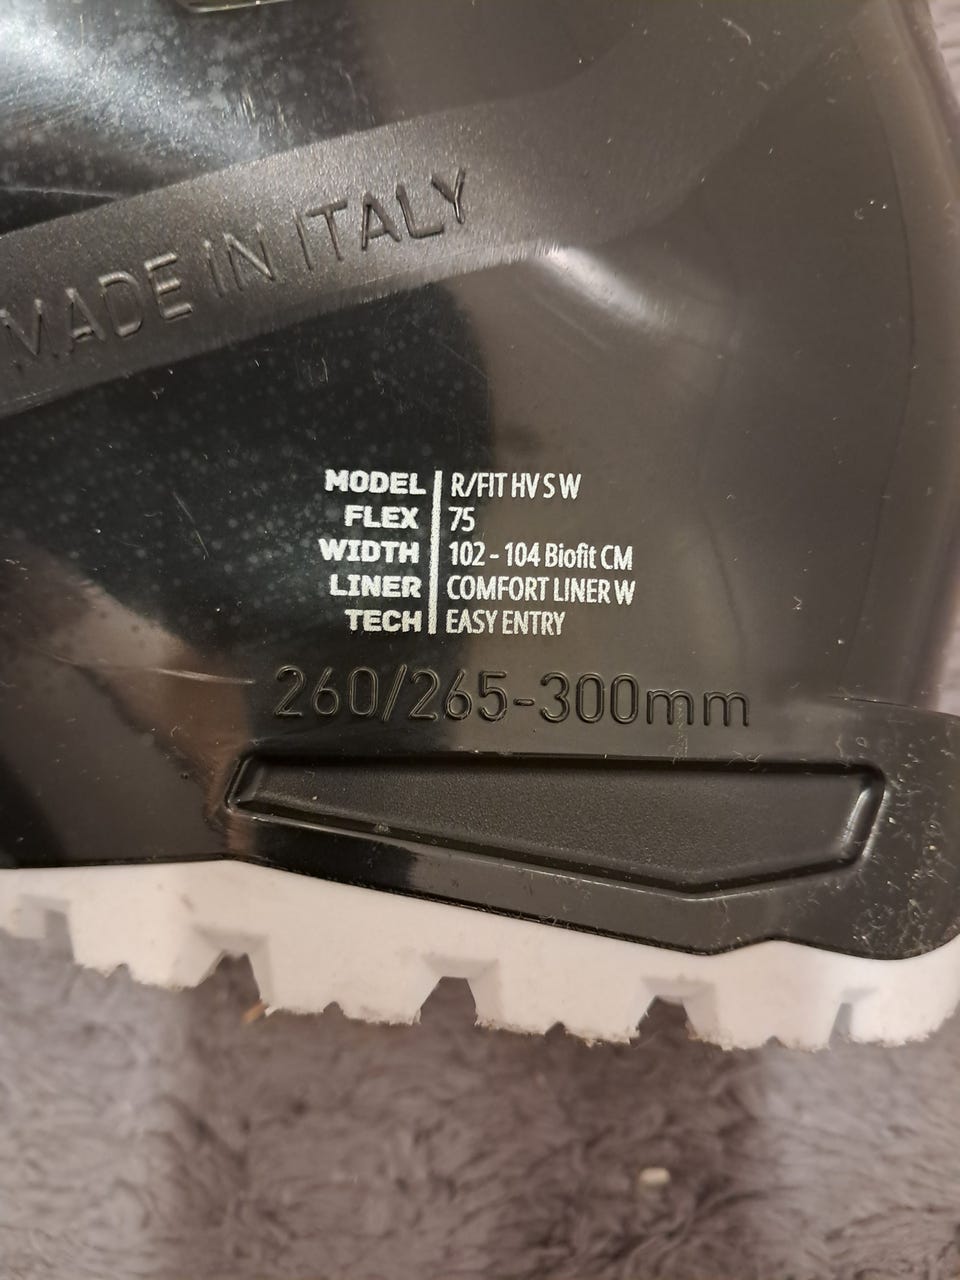 MADE IN ITALY
MODEL R/FIT HV S W
FLEX 75
WIDTH 102 - 104 Biofit CM
LINER COMFORT LINER W
TECH EASY ENTRY
260/265-300mm